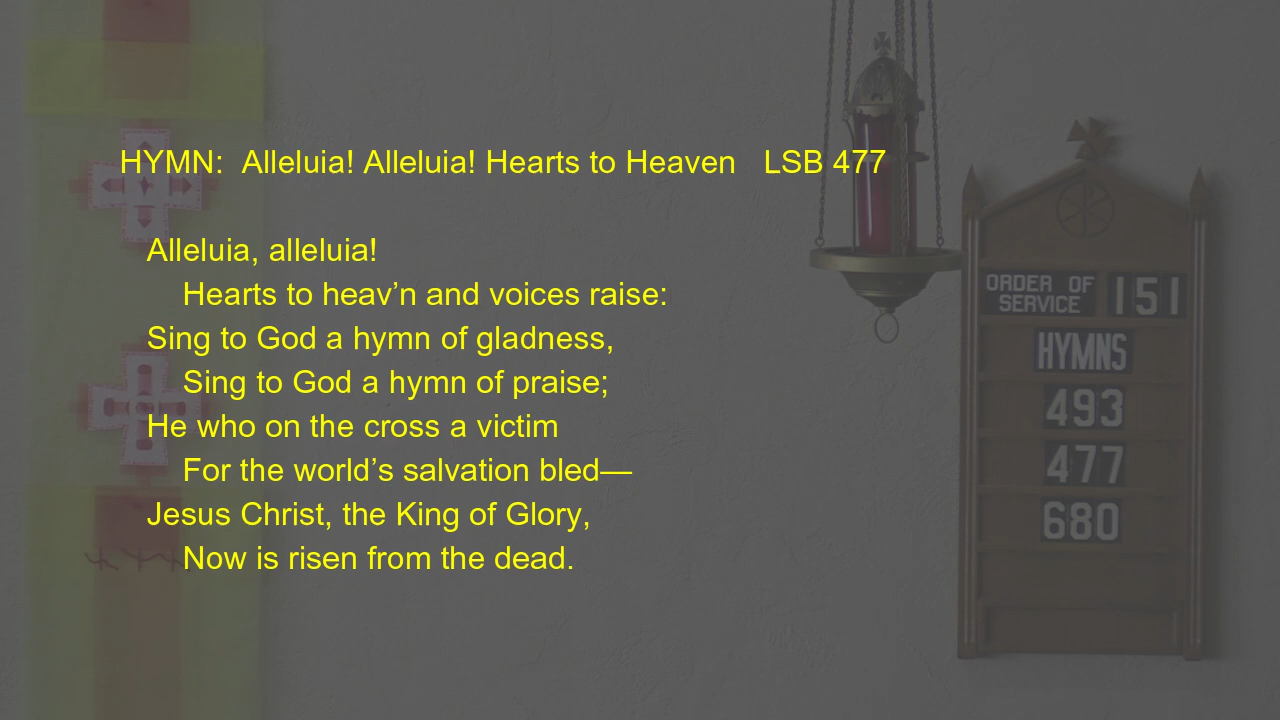 HYMN:  Alleluia! Alleluia! Hearts to Heaven   LSB 477
Alleluia, alleluia!
Hearts to heav’n and voices raise:
Sing to God a hymn of gladness,
Sing to God a hymn of praise;
He who on the cross a victim
For the world’s salvation bled—
Jesus Christ, the King of Glory,
Now is risen from the dead.
ORDER OF
SERVICE 151
HYMNS
493
477
680